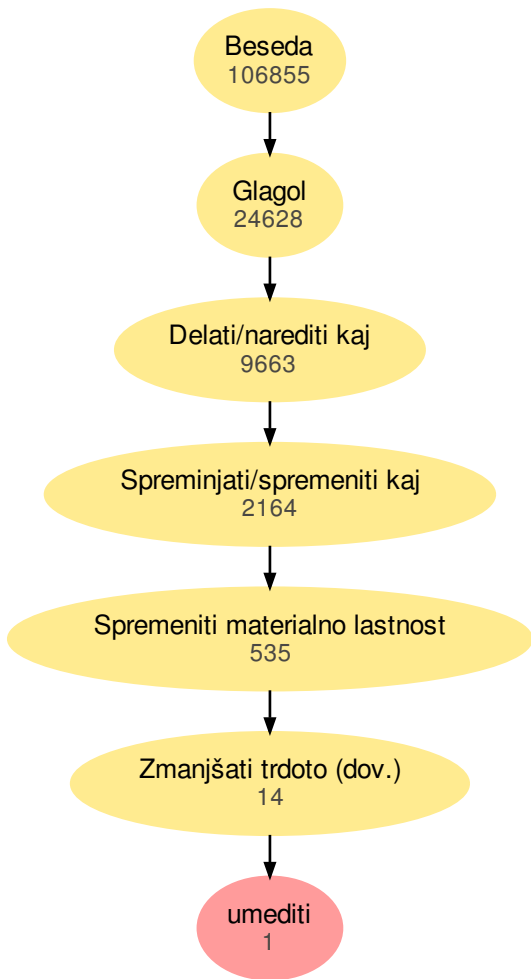 Beseda
106855
Glagol
24628
Delati/narediti kaj
9663
Spreminjati/spremeniti kaj
2164
Spremeniti materialno lastnost
535
Zmanjšati trdoto (dov.)
14
umediti
1